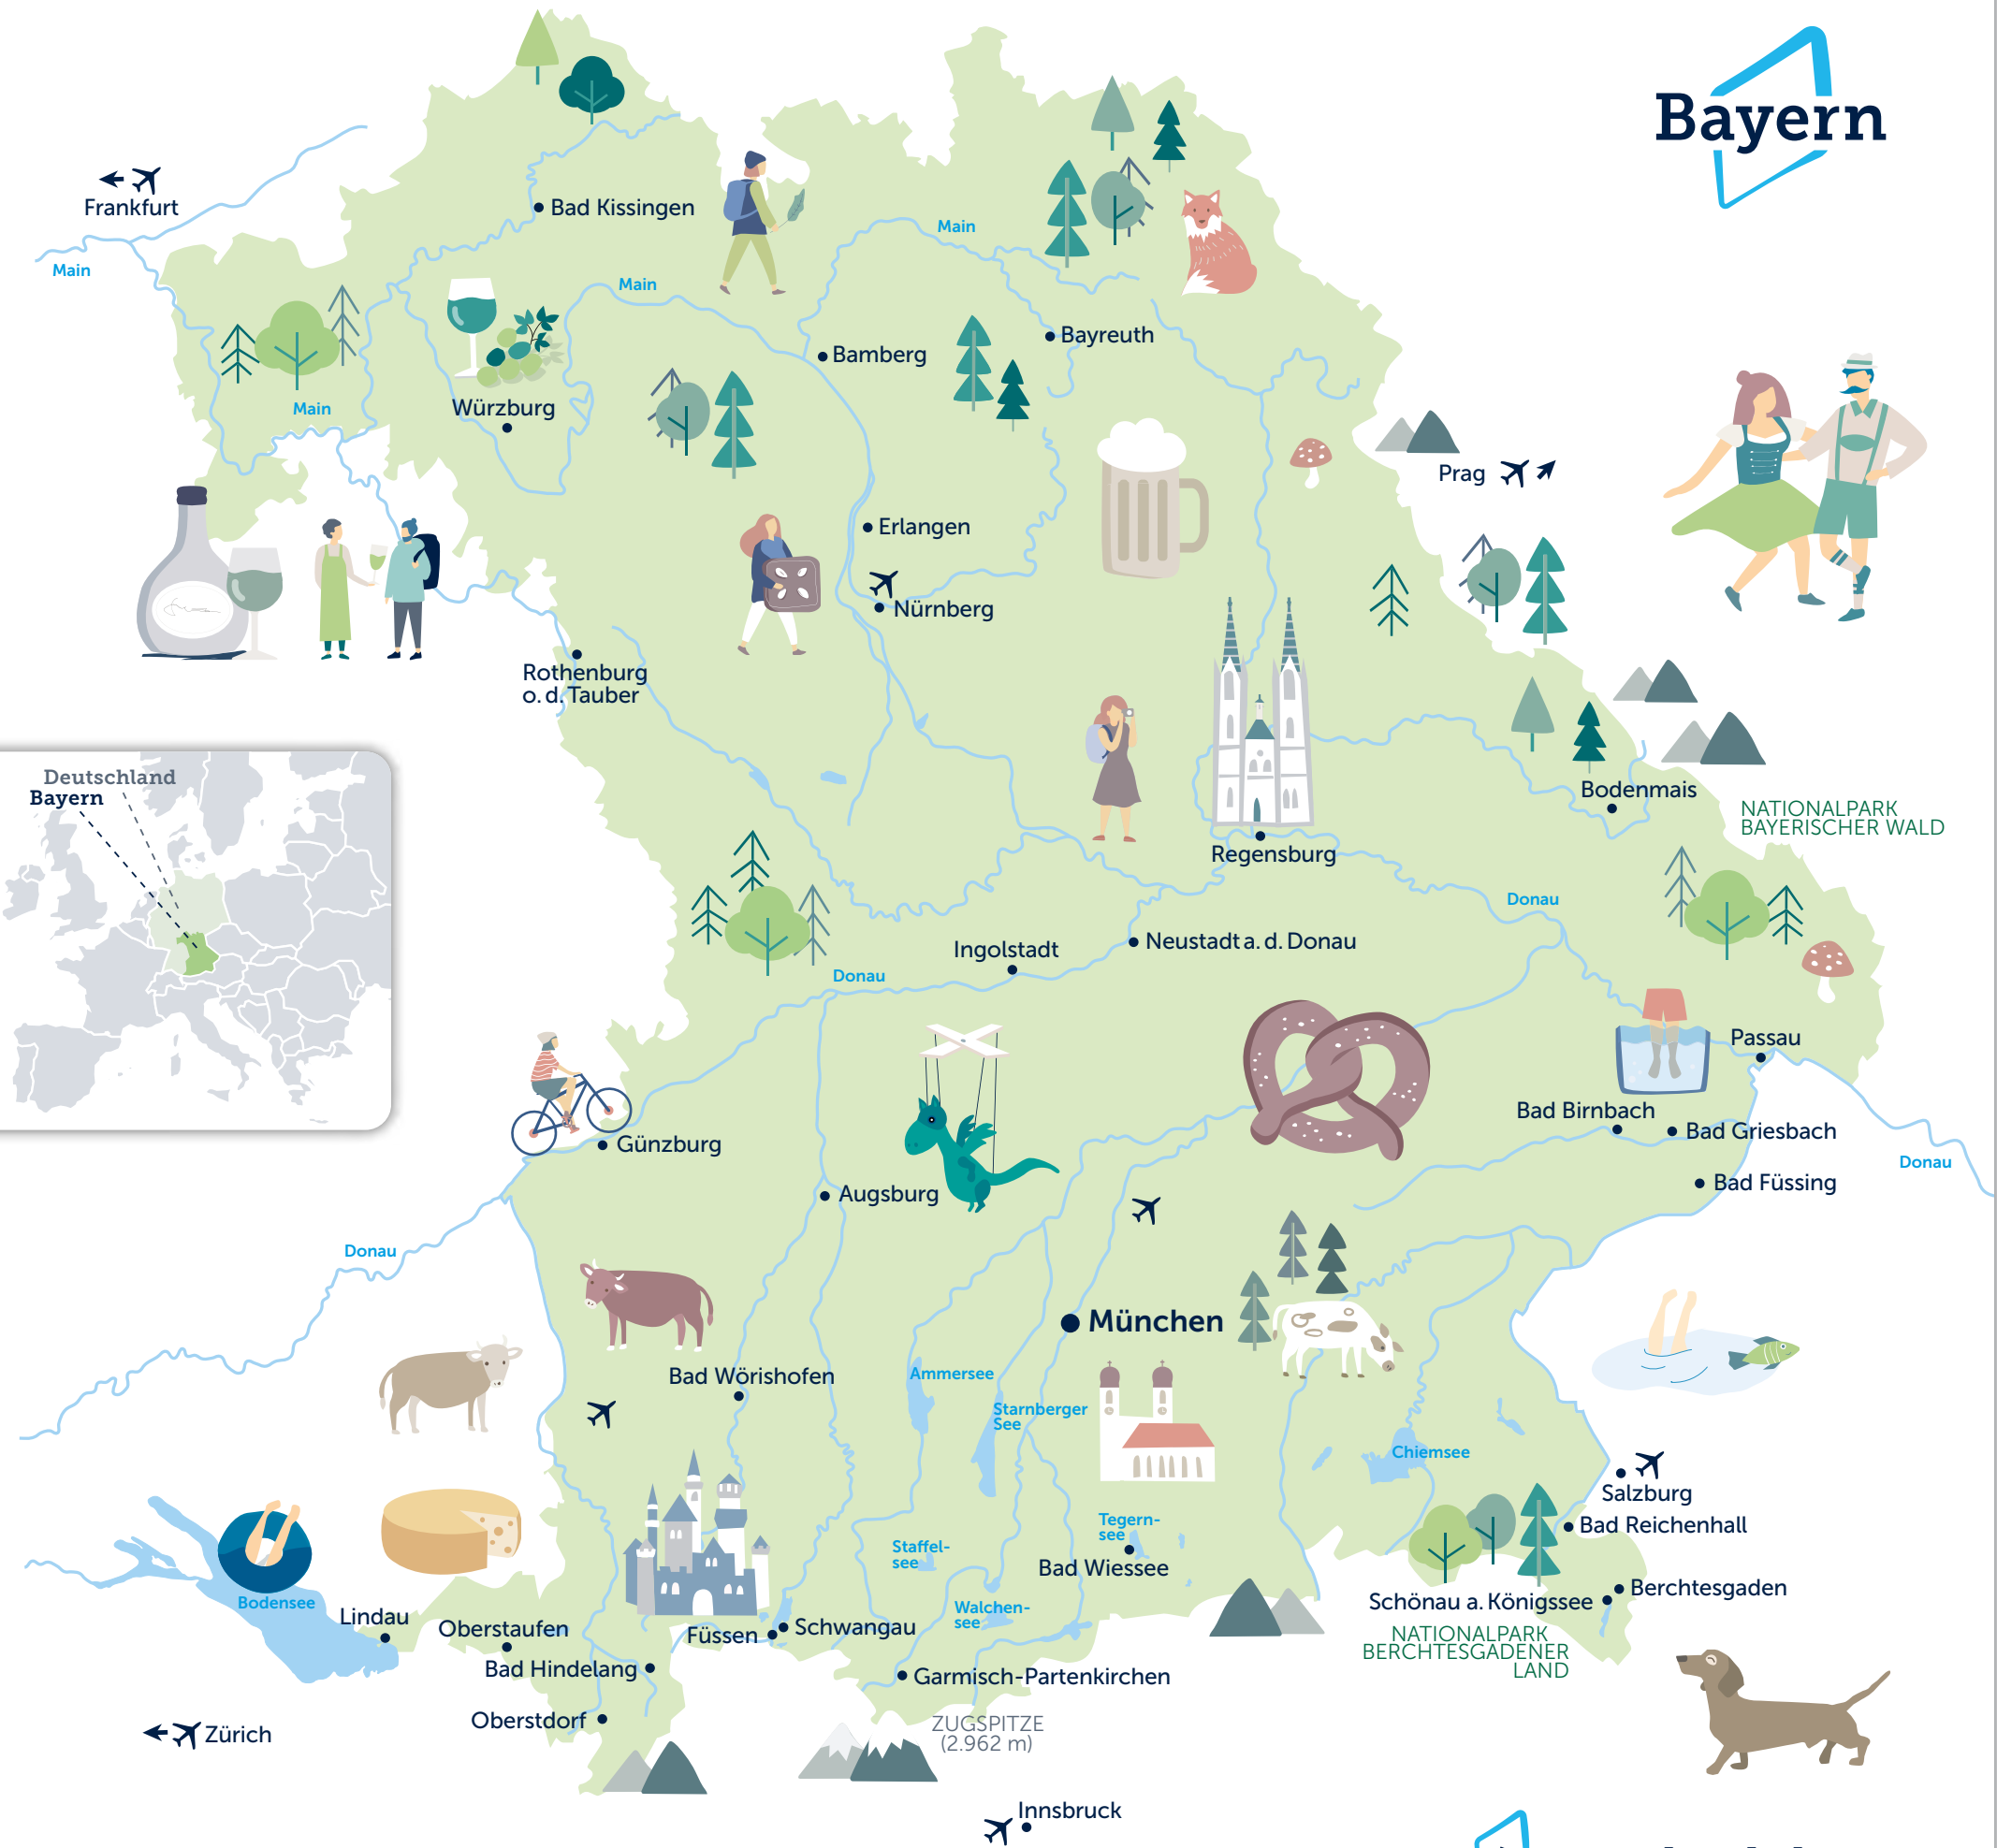 Bayern
Frankfurt
Main
Bad Kissingen
Main
Main
Main
Bayreuth
Bamberg
Würzburg
Prag
Erlangen
Nürnberg
Rothenburg
o. d. Tauber
Deutschland
Bayern
Bodenmais
NATIONALPARK
BAYERISCHER WALD
Regensburg
Donau
Neustadt a. d. Donau
Ingolstadt
Donau
Passau
Bad Birnbach
Bad Griesbach
Günzburg
Donau
Bad Füssing
Augsburg
Donau
München
Bad Wörishofen
Ammersee
Starnberger
See
Chiemsee
Salzburg
Tegern-
see
Bad Reichenhall
Staffel-
see
Bad Wiessee
Berchtesgaden
Bodensee
Schönau a. Königssee
Walchen-
see
Lindau
Oberstaufen
Füssen
Schwangau
NATIONALPARK
BERCHTESGADENER
LAND
Bad Hindelang
Garmisch-Partenkirchen
Oberstdorf
ZUGSPITZE
(2.962 m)
Zürich
Innsbruck